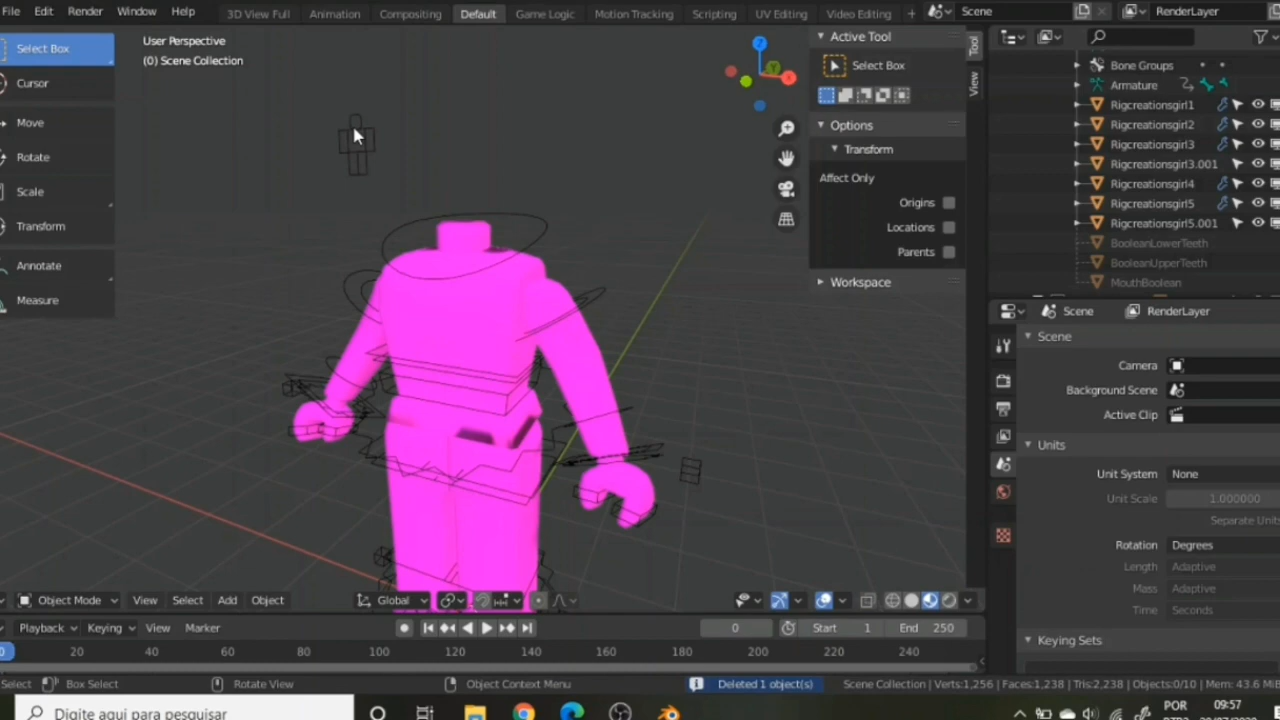 File Edit Render Window Help 3D View Full Animation Compositing Default Game Logic Motion Tracking Scripting UV Editing Video Editing + Scene RenderLayer
Select Box
Cursor
Move
Rotate
Scale
Transform
Annotate
Measure
User Perspective
(0) Scene Collection
Z
Y
X
Active Tool
Select Box
Options
Transform
Affect Only
Origins
Locations
Parents
Workspace
Tool
View
Bone Groups
Armature
Rigcreationsgirl1
Rigcreationsgirl2
Rigcreationsgirl3
Rigcreationsgirl3.001
Rigcreationsgirl4
Rigcreationsgirl5
Rigcreationsgirl5.001
BooleanLowerTeeth
BooleanUpperTeeth
MouthBoolean
Scene RenderLayer
Scene
Camera
Background Scene
Active Clip
Units
Unit System None
Unit Scale 1.000000
Separate Units
Rotation Degrees
Length Adaptive
Mass Adaptive
Time Seconds
Keying Sets
Object Mode View Select Add Object Global
Playback Keying View Marker 0 Start 1 End 250
20 40 60 80 100 120 140 160 180 200 220 240
Select Box Select Rotate View Object Context Menu Deleted 1 object(s) Scene Collection | Verts:1,256 | Faces:1,238 | Tris:2,238 | Objects:0/10 | Mem: 43.6 MiB
Digite aqui para pesquisar
POR
09:57